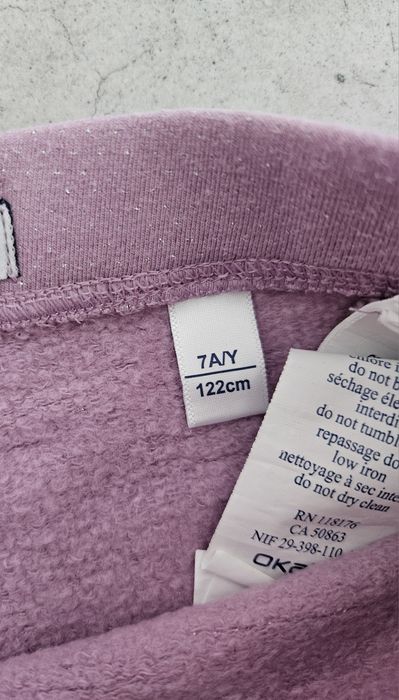 7A/Y
122cm
do not b
séchage éle
interdi
do not tumbl
repassage do
low iron
nettoyage à sec inte
do not dry clean
RN 118176
CA 50863
NIF 29-398-110
OKA